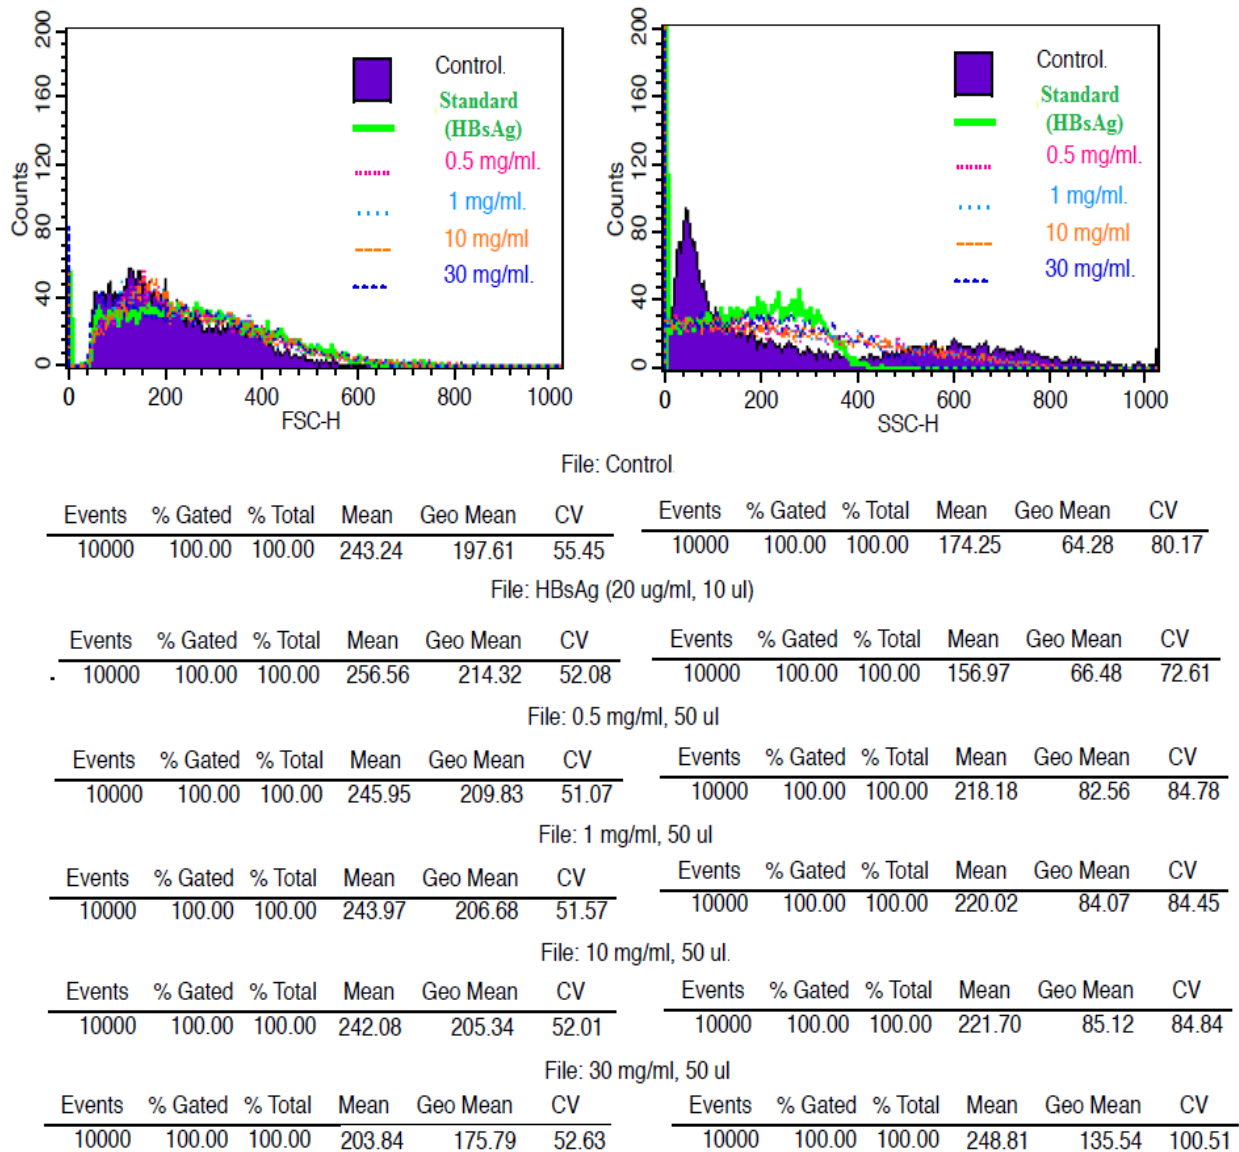 200
160
120
80
40
0
Counts
0 200 400 600 800 1000
FSC-H
Control.
Standard
(HBsAg)
0.5 mg/ml.
1 mg/ml.
10 mg/ml
30 mg/ml.
200
160
120
80
40
0
Counts
0 200 400 600 800 1000
SSC-H
Control.
Standard
(HBsAg)
0.5 mg/ml.
1 mg/ml.
10 mg/ml
30 mg/ml.
File: Control
Events % Gated % Total Mean Geo Mean CV
10000 100.00 100.00 243.24 197.61 55.45
Events % Gated % Total Mean Geo Mean CV
10000 100.00 100.00 174.25 64.28 80.17
File: HBsAg (20 ug/ml, 10 ul)
Events % Gated % Total Mean Geo Mean CV
10000 100.00 100.00 256.56 214.32 52.08
Events % Gated % Total Mean Geo Mean CV
10000 100.00 100.00 156.97 66.48 72.61
File: 0.5 mg/ml, 50 ul
Events % Gated % Total Mean Geo Mean CV
10000 100.00 100.00 245.95 209.83 51.07
Events % Gated % Total Mean Geo Mean CV
10000 100.00 100.00 218.18 82.56 84.78
File: 1 mg/ml, 50 ul
Events % Gated % Total Mean Geo Mean CV
10000 100.00 100.00 243.97 206.68 51.57
Events % Gated % Total Mean Geo Mean CV
10000 100.00 100.00 220.02 84.07 84.45
File: 10 mg/ml, 50 ul.
Events % Gated % Total Mean Geo Mean CV
10000 100.00 100.00 242.08 205.34 52.01
Events % Gated % Total Mean Geo Mean CV
10000 100.00 100.00 221.70 85.12 84.84
File: 30 mg/ml, 50 ul
Events % Gated % Total Mean Geo Mean CV
10000 100.00 100.00 203.84 175.79 52.63
Events % Gated % Total Mean Geo Mean CV
10000 100.00 100.00 248.81 135.54 100.51